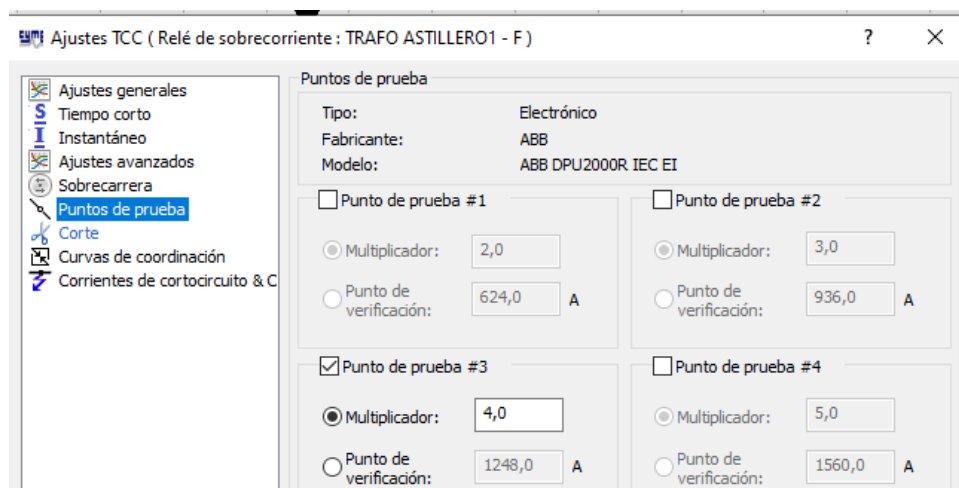 CYME Ajustes TCC ( Relé de sobrecorriente : TRAFO ASTILLERO1 - F ) ? ×
Ajustes generales
S Tiempo corto
I Instantáneo
Ajustes avanzados
Sobrecarrera
Puntos de prueba
Corte
Curvas de coordinación
Corrientes de cortocircuito & C
Puntos de prueba
Tipo: Electrónico
Fabricante: ABB
Modelo: ABB DPU2000R IEC EI
Punto de prueba #1
Multiplicador: 2,0
Punto de
verificación: 624,0 A
Punto de prueba #2
Multiplicador: 3,0
Punto de
verificación: 936,0 A
Punto de prueba #3
Multiplicador: 4,0
Punto de
verificación: 1248,0 A
Punto de prueba #4
Multiplicador: 5,0
Punto de
verificación: 1560,0 A